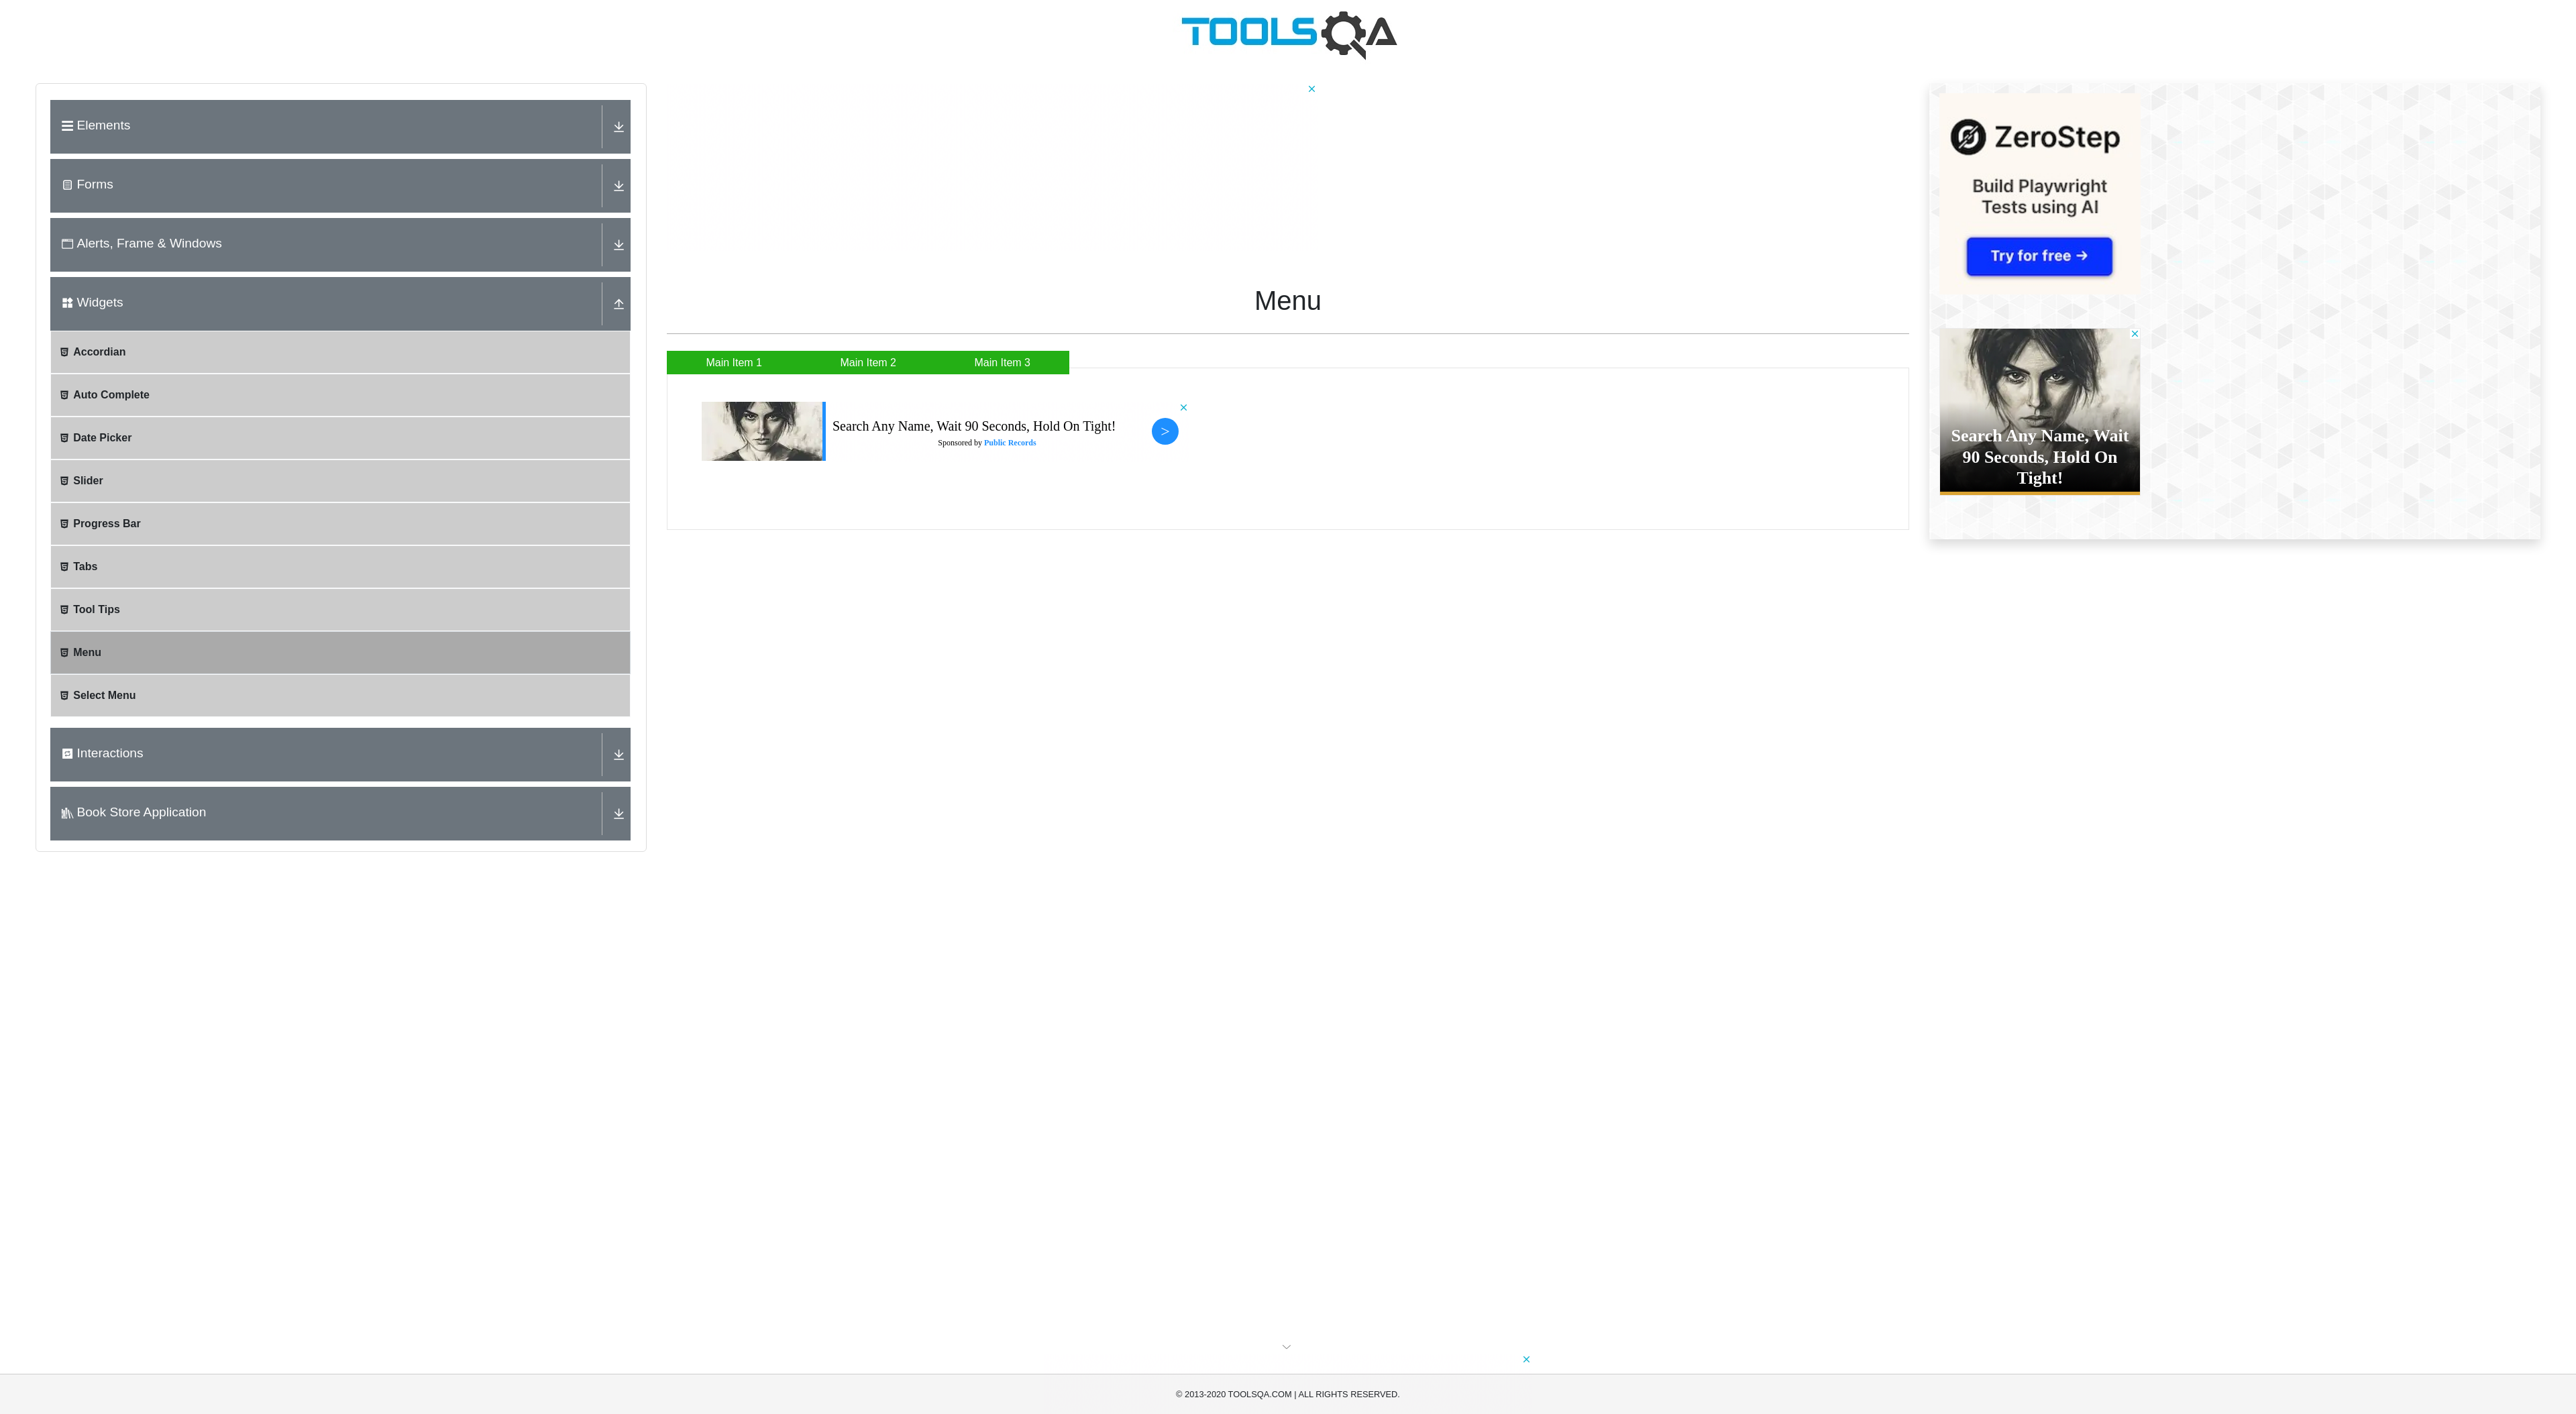 TOOLSQA
Elements
Forms
Alerts, Frame & Windows
Widgets
Accordian
Auto Complete
Date Picker
Slider
Progress Bar
Tabs
Tool Tips
Menu
Select Menu
Interactions
Book Store Application
Menu
Main Item 1
Main Item 2
Main Item 3
Search Any Name, Wait 90 Seconds, Hold On Tight!
Sponsored by Public Records
>
ZeroStep
Build Playwright
Tests using AI
Try for free →
Search Any Name, Wait
90 Seconds, Hold On
Tight!
© 2013-2020 TOOLSQA.COM | ALL RIGHTS RESERVED.